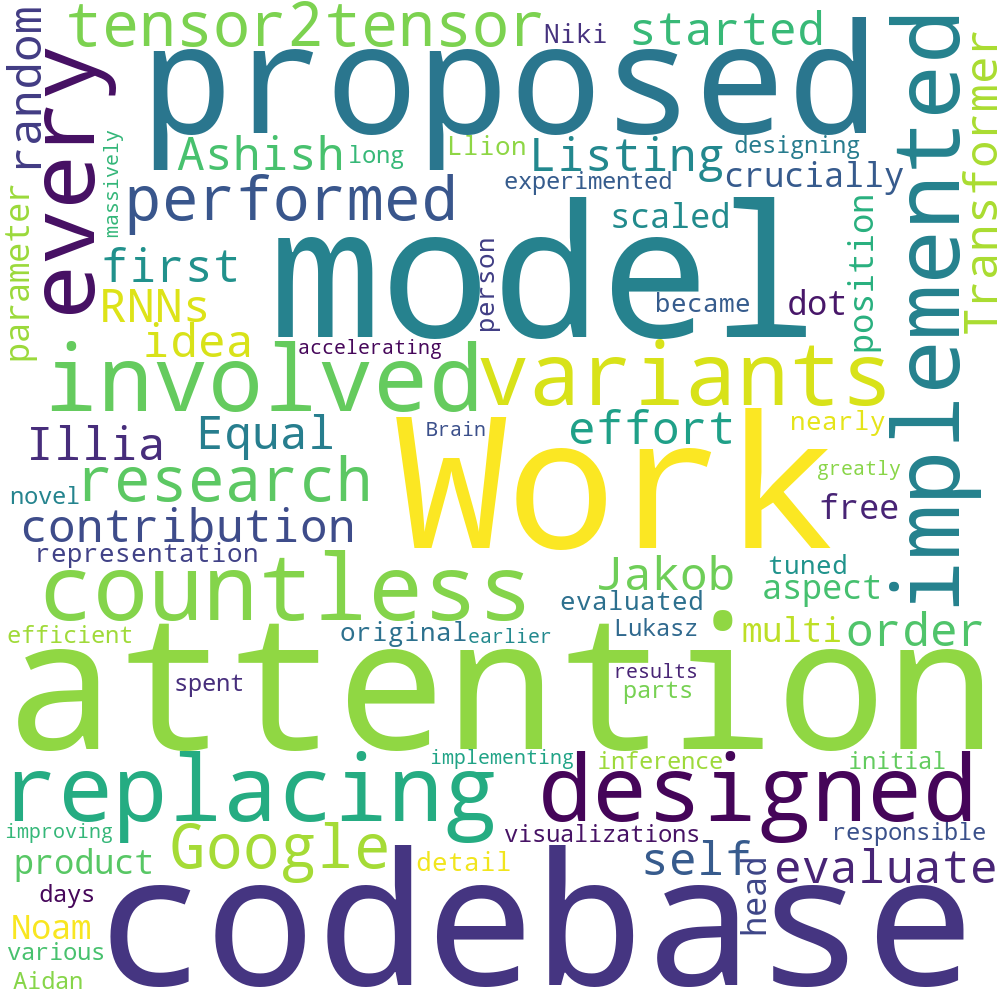 tensor2tensor
Niki
started
random
every
proposed
implemented
Transformer
massively
Ashish
long
Llion
Listing
designing
experimented
crucially
performed
scaled
parameter
first
model
person
became
dot
position
RNNs
idea
accelerating
involved
variants
Illia
Equal
Brain
effort
nearly
research
Work
greatly
novel
free
contribution
representation
countless
Jakob
tuned
aspect
evaluated
efficient
original
earlier
Lukasz
multi
order
attention
spent
results
parts
replacing
implementing
inference
designed
initial
improving
Google
visualizations
responsible
product
detail
self
head
evaluate
days
codebase
Noam
various
Aidan